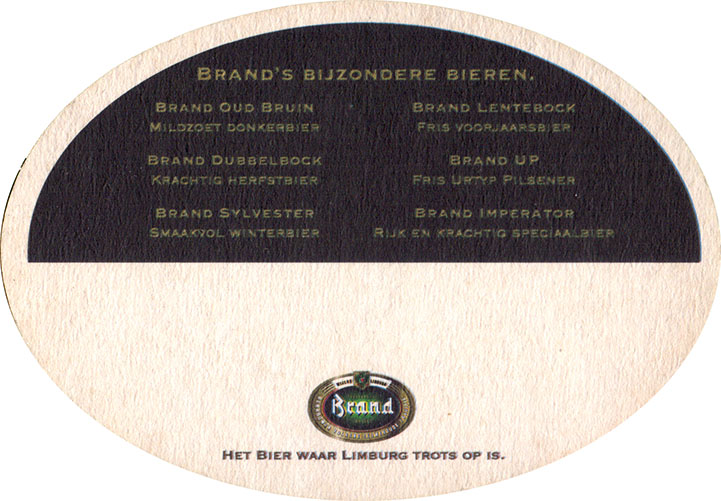 Brand's bijzondere bieren.
Brand Oud Bruin
Mildzoet donkerbier
Brand Lentebock
Fris voorjaarsbier
Brand Dubbelbock
Krachtig herfstbier
Brand UP
Fris Urtyp Pilsener
Brand Sylvester
Smaakvol winterbier
Brand Imperator
Rijk en krachtig speciaalbier
Brand
Het Bier waar Limburg trots op is.